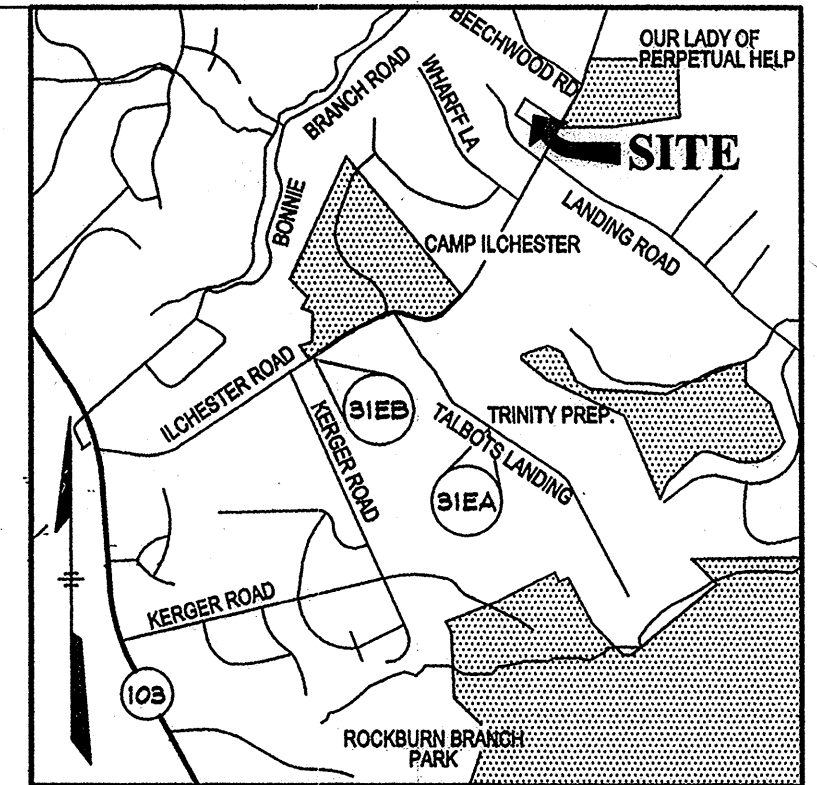 BEECHWOOD RD
OUR LADY OF
PERPETUAL HELP
BRANCH ROAD
WHARFF LA
SITE
BONNIE
LANDING ROAD
CAMP ILCHESTER
ILCHESTER ROAD
31EB
KERGER ROAD
TALBOTS LANDING
TRINITY PREP.
31EA
KERGER ROAD
103
ROCKBURN BRANCH
PARK